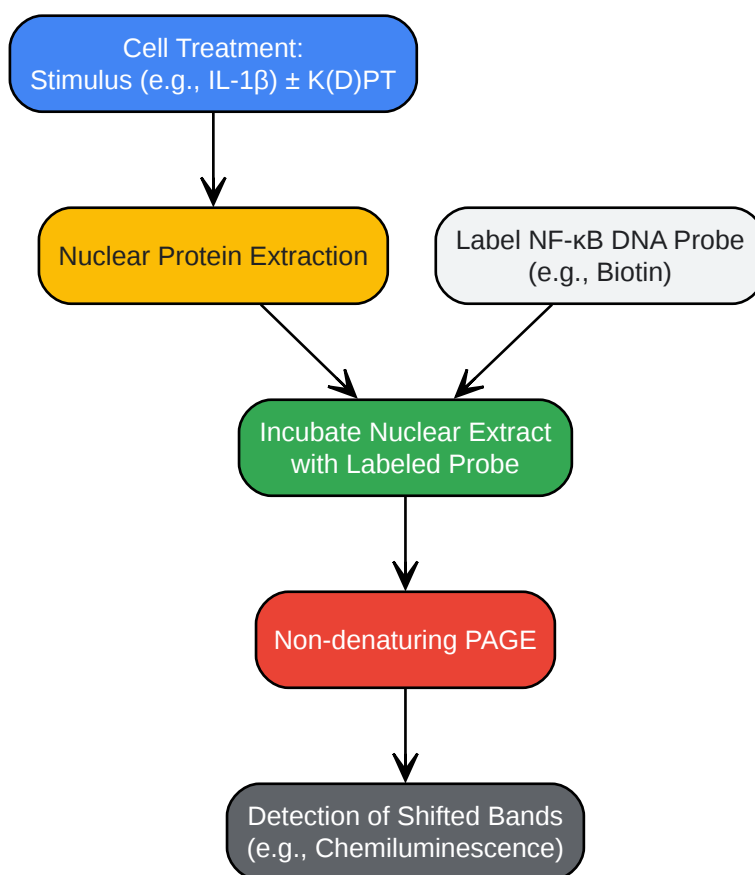 Cell Treatment:
Stimulus (e.g., IL-1β) ± K(D)PT
Nuclear Protein Extraction
Label NF-κB DNA Probe
(e.g., Biotin)
Incubate Nuclear Extract
with Labeled Probe
Non-denaturing PAGE
Detection of Shifted Bands
(e.g., Chemiluminescence)